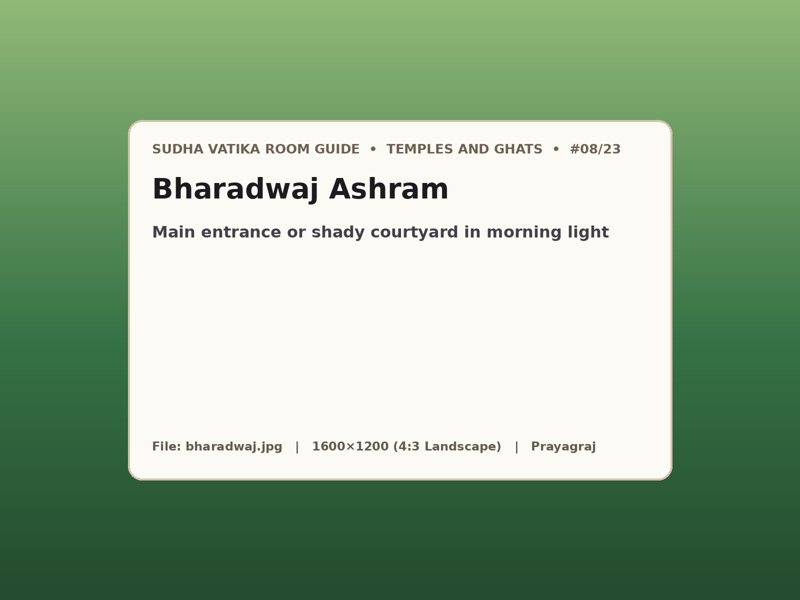 SUDHA VATIKA ROOM GUIDE • TEMPLES AND GHATS • #08/23
Bharadwaj Ashram
Main entrance or shady courtyard in morning light
File: bharadwaj.jpg | 1600×1200 (4:3 Landscape) | Prayagraj